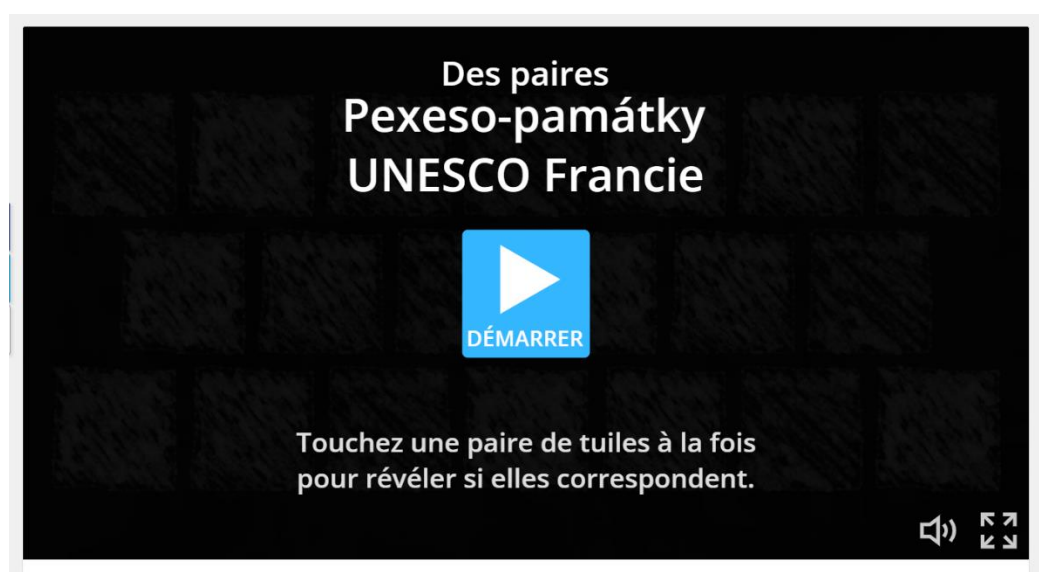 Des paires
Pexeso-památky
UNESCO Francie
DÉMARRER
Touchez une paire de tuiles à la fois
pour révéler si elles correspondent.